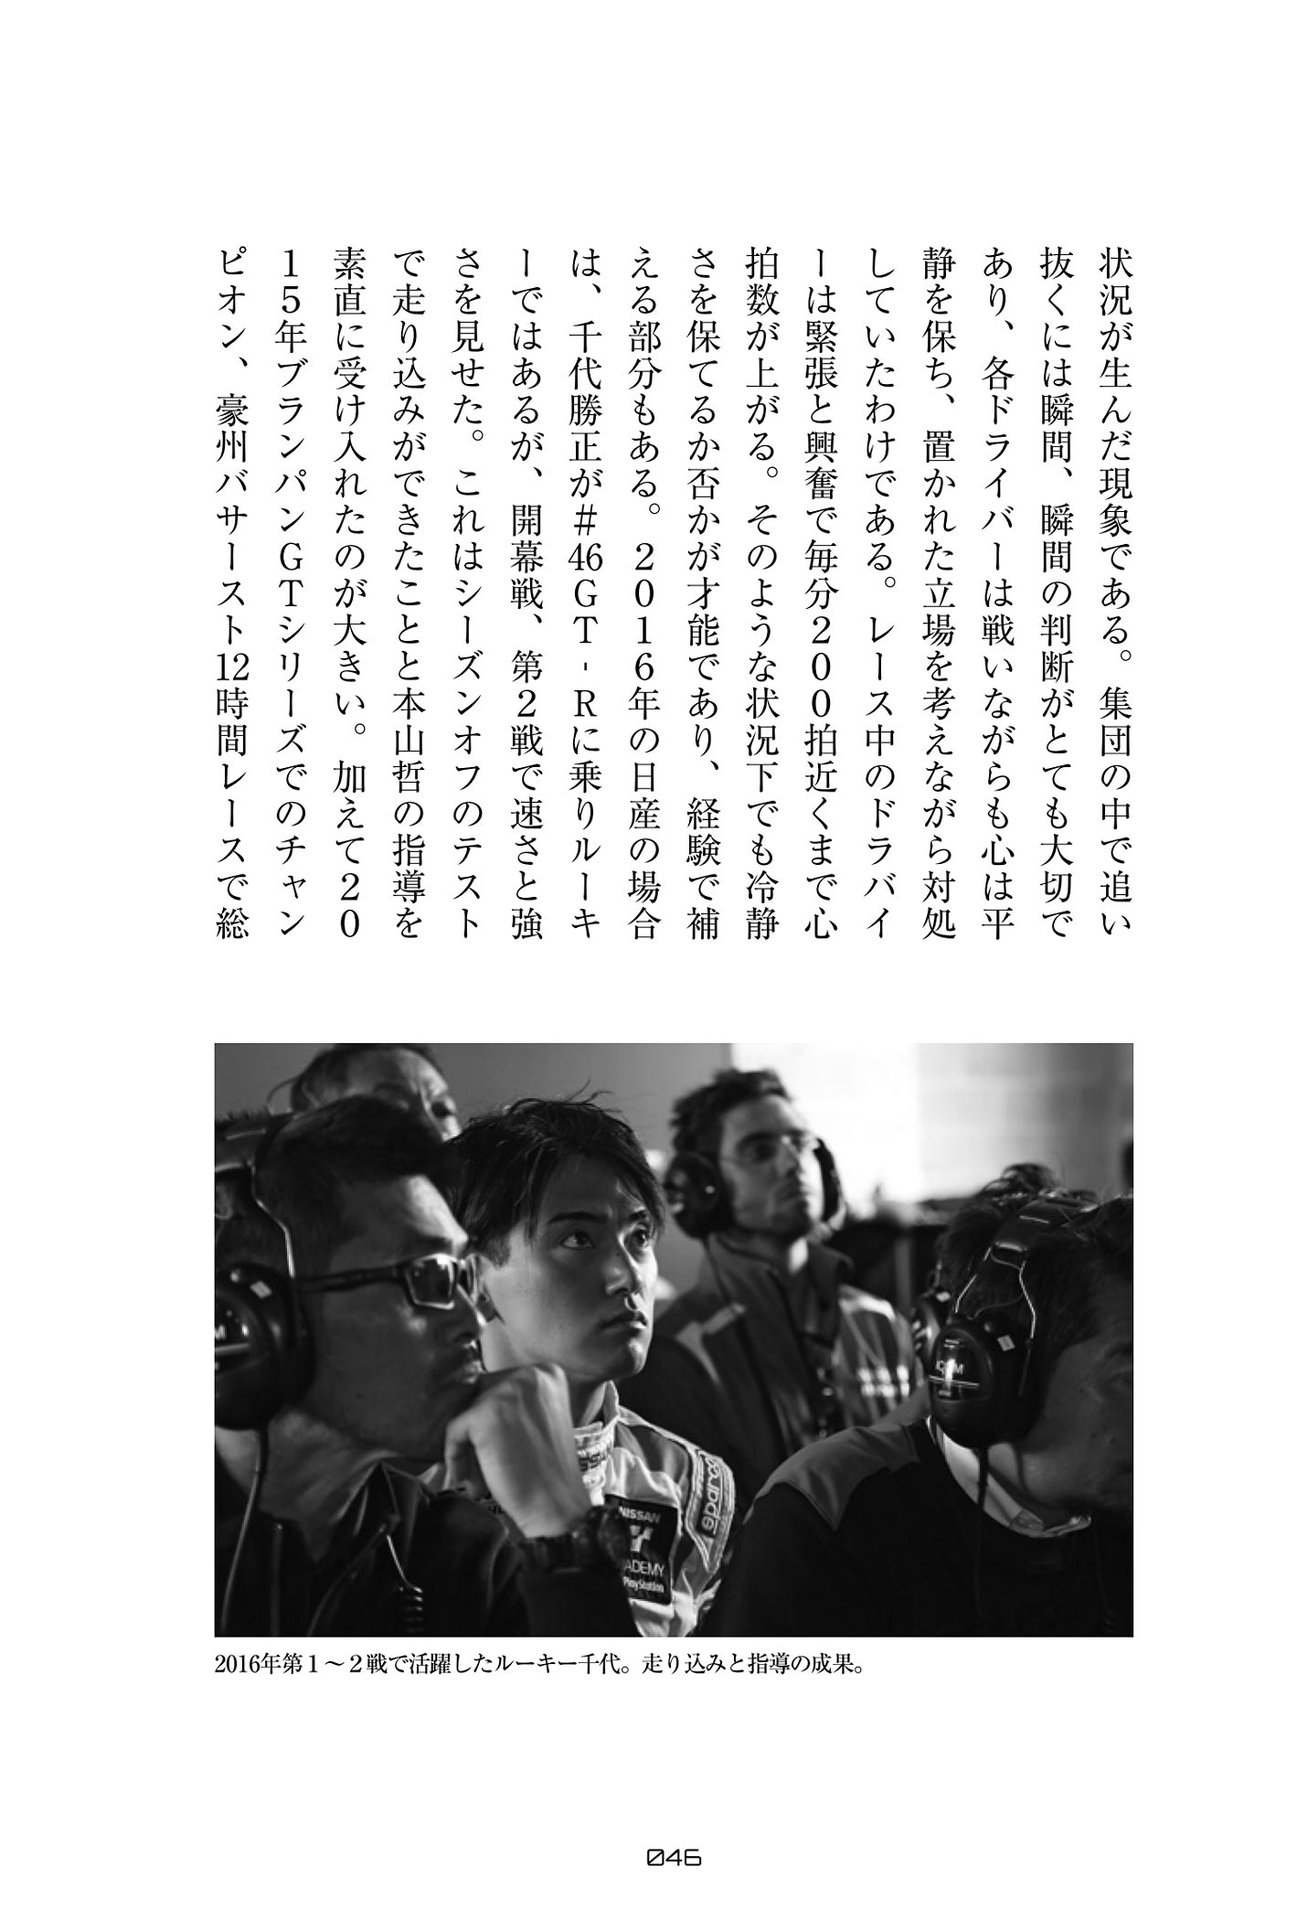 状況が生んだ現象である。集団の中で追い
抜くには瞬間、瞬間の判断がとても大切で
あり、各ドライバーは戦いながらも心は平
静を保ち、置かれた立場を考えながら対処
していたわけである。レース中のドライバ
ーは緊張と興奮で毎分２００拍近くまで心
拍数が上がる。そのような状況下でも冷静
さを保てるか否かが才能であり、経験で補
える部分もある。２０１６年の日産の場合
は、千代勝正が＃46ＧＴ‐Ｒに乗りルーキ
ーではあるが、開幕戦、第２戦で速さと強
さを見せた。これはシーズンオフのテスト
で走り込みができたことと本山哲の指導を
素直に受け入れたのが大きい。加えて２０
１５年ブランパンＧＴシリーズでのチャン
ピオン、豪州バサースト12時間レースで総
NISSAN
ADEMY
PlayStation
sparco
ICOM
2016年第１～２戦で活躍したルーキー千代。走り込みと指導の成果。
046